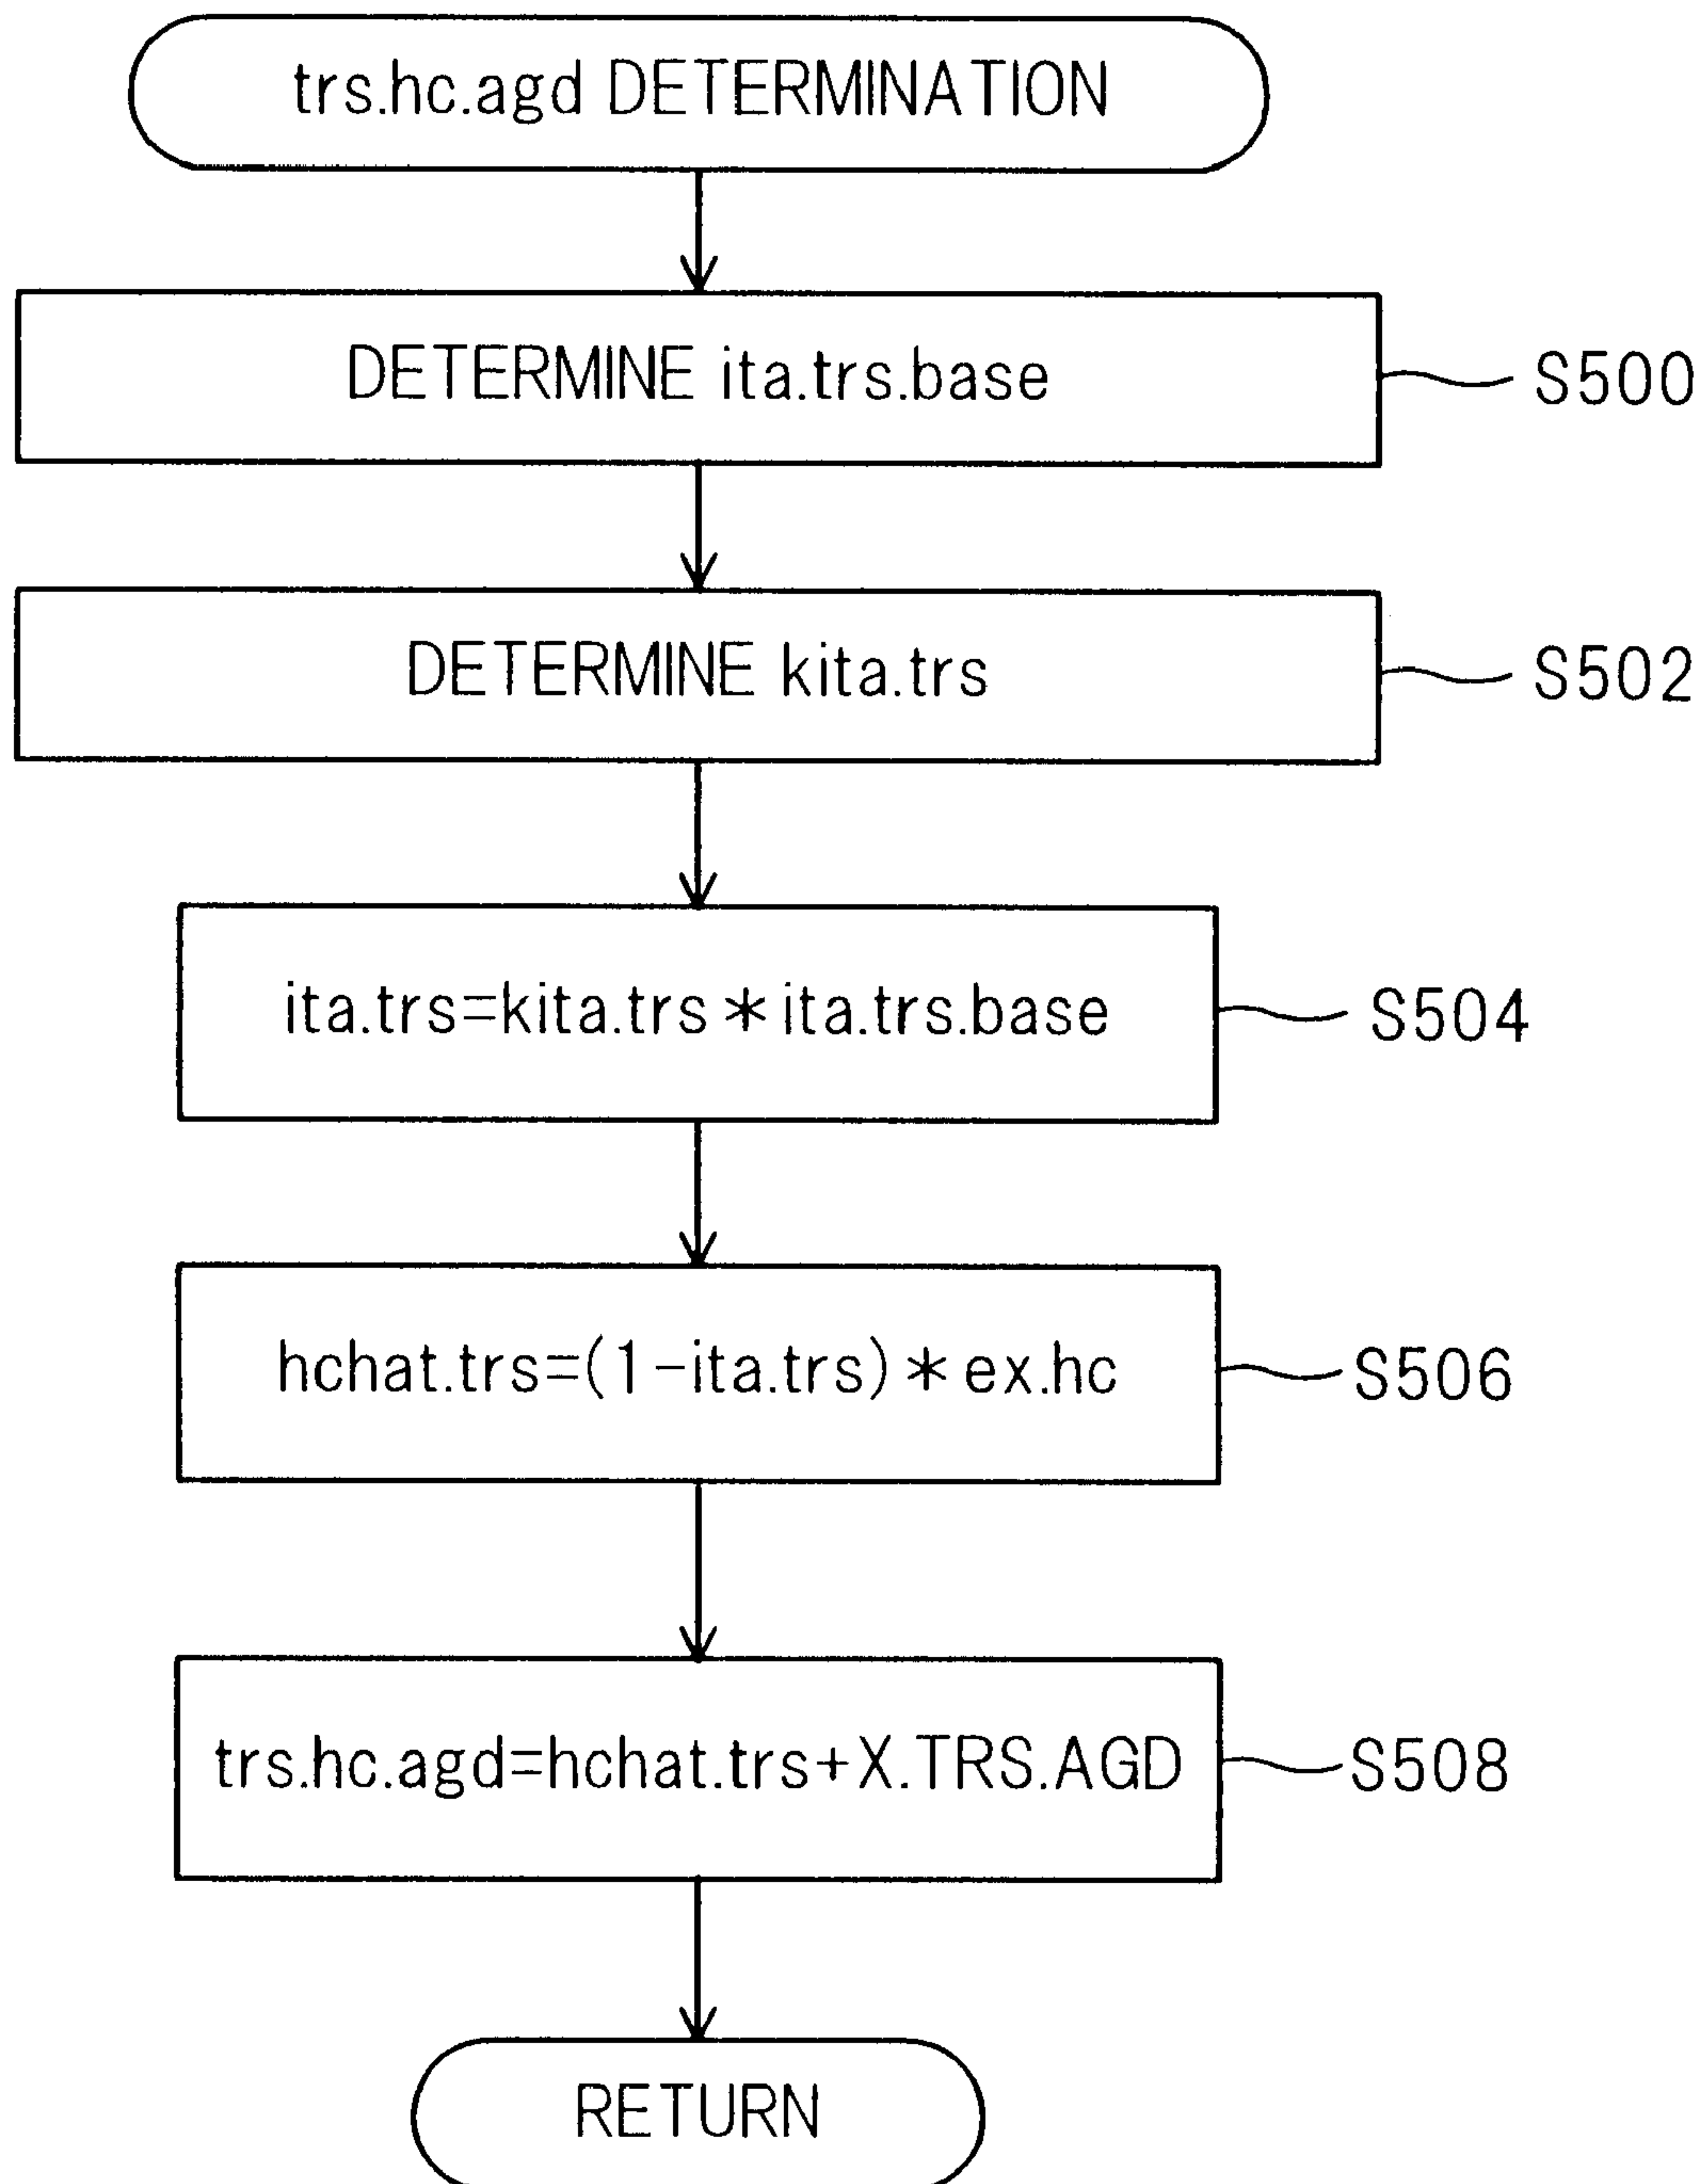 trs.hc.agd DETERMINATION
DETERMINE ita.trs.base
S500
DETERMINE kita.trs
S502
ita.trs=kita.trs * ita.trs.base
S504
hchat.trs=(1-ita.trs) * ex.hc
S506
trs.hc.agd=hchat.trs+X.TRS.AGD
S508
RETURN